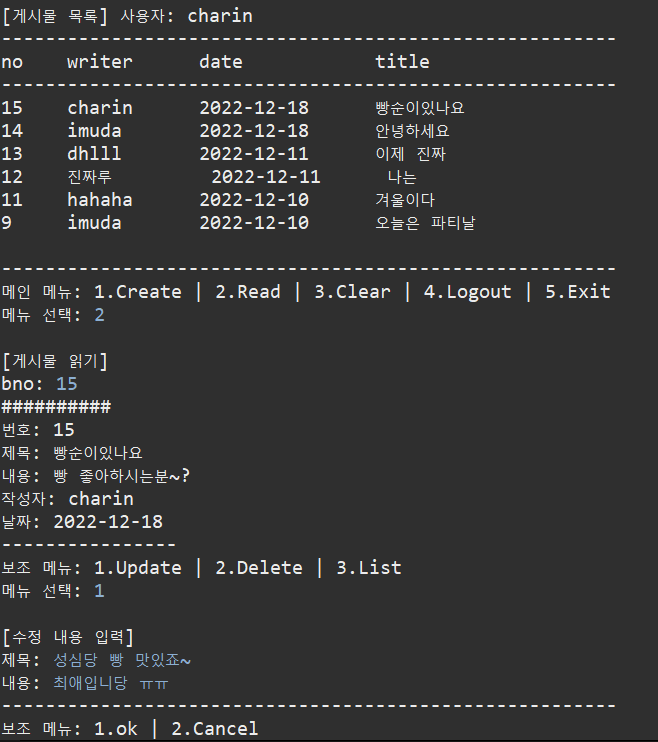 [게시물 목록] 사용자: charin
--------------------------------------------------------
no    writer      date            title
--------------------------------------------------------
15    charin      2022-12-18      빵순이있나요
14    imuda       2022-12-18      안녕하세요
13    dhlll       2022-12-11      이제 진짜
12    진짜루         2022-12-11      나는
11    hahaha      2022-12-10      겨울이다
9     imuda       2022-12-10      오늘은 파티날
--------------------------------------------------------
메인 메뉴: 1.Create | 2.Read | 3.Clear | 4.Logout | 5.Exit
메뉴 선택: 2
[게시물 읽기]
bno: 15
##########
번호: 15
제목: 빵순이있나요
내용: 빵 좋아하시는분~?
작성자: charin
날짜: 2022-12-18
----------------
보조 메뉴: 1.Update | 2.Delete | 3.List
메뉴 선택: 1
[수정 내용 입력]
제목: 성심당 빵 맛있죠~
내용: 최애입니당 ㅠㅠ
--------------------------------------------------------
보조 메뉴: 1.ok | 2.Cancel